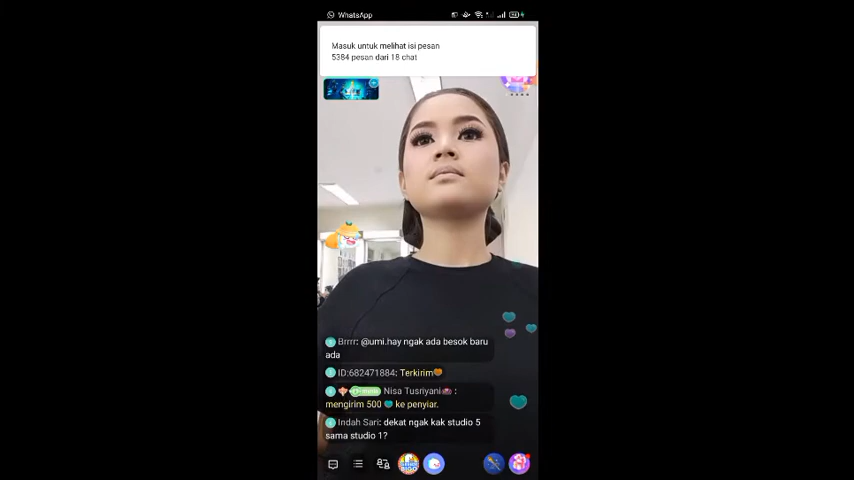 WhatsApp
Masuk untuk melihat isi pesan
5384 pesan dari 18 chat
Brrrr: @umi.hay ngak ada besok baru
ada
ID:682471884: Terkirim
Nisa Tusriyani :
mengirim 500 ke penyiar.
Indah Sari: dekat ngak kak studio 5
sama studio 1?